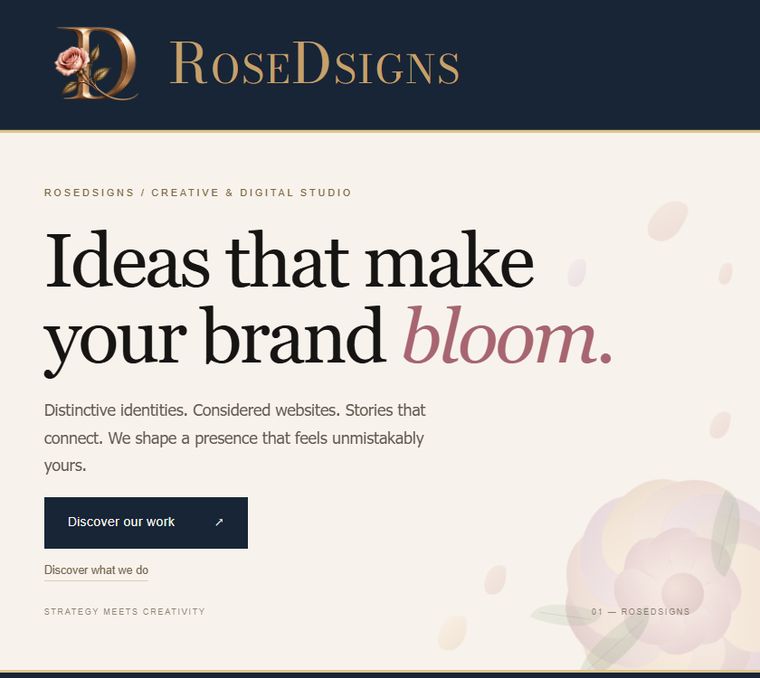 D ROSEDSIGNS
ROSEDSIGNS / CREATIVE & DIGITAL STUDIO
Ideas that make
your brand bloom.
Distinctive identities. Considered websites. Stories that
connect. We shape a presence that feels unmistakably
yours.
Discover our work ↗
Discover what we do
STRATEGY MEETS CREATIVITY
01 — ROSEDSIGNS